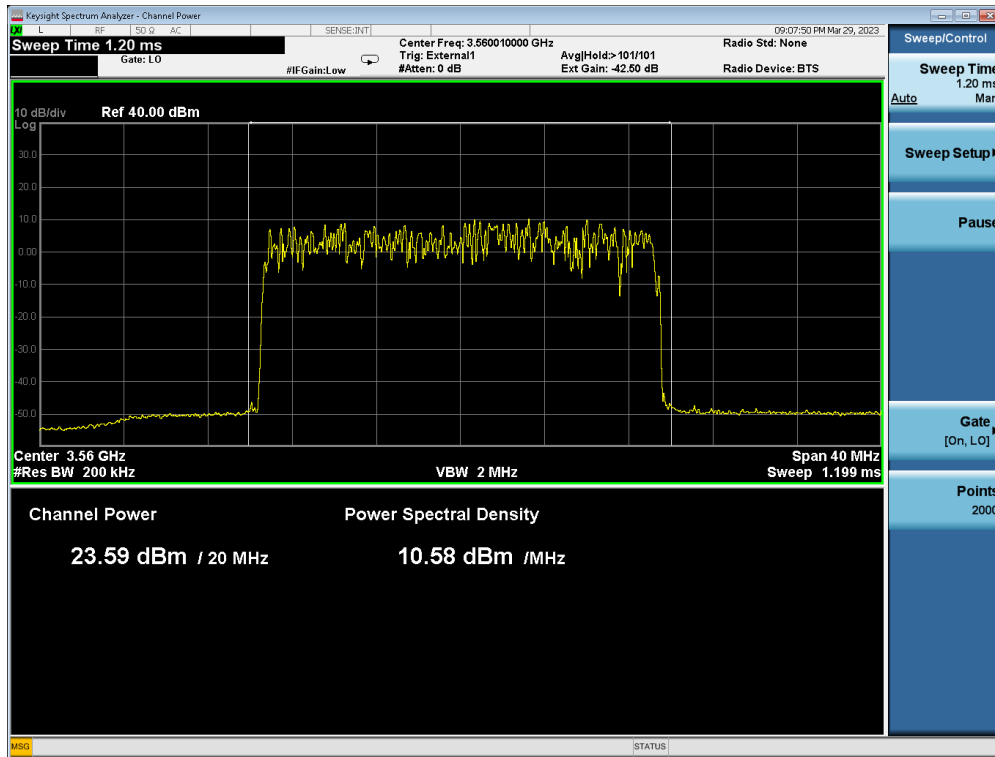 Keysight Spectrum Analyzer - Channel Power
LXI L RF 50 Ω AC SENSE:INT 09:07:50 PM Mar 29, 2023
Sweep Time 1.20 ms
Gate: LO
#IFGain:Low
Center Freq: 3.560010000 GHz
Trig: External1
#Atten: 0 dB
Avg|Hold:>101/101
Ext Gain: -42.50 dB
Radio Std: None
Radio Device: BTS
10 dB/div Ref 40.00 dBm
Log
30.0
20.0
10.0
0.00
-10.0
-20.0
-30.0
-40.0
-50.0
Center 3.56 GHz Span 40 MHz
#Res BW 200 kHz VBW 2 MHz Sweep 1.199 ms
Channel Power Power Spectral Density
23.59 dBm / 20 MHz 10.58 dBm /MHz
MSG STATUS
Sweep/Control
Sweep Time
1.20 ms
Auto Man
Sweep Setup
Pause
Gate
[On, LO]
Points
2000